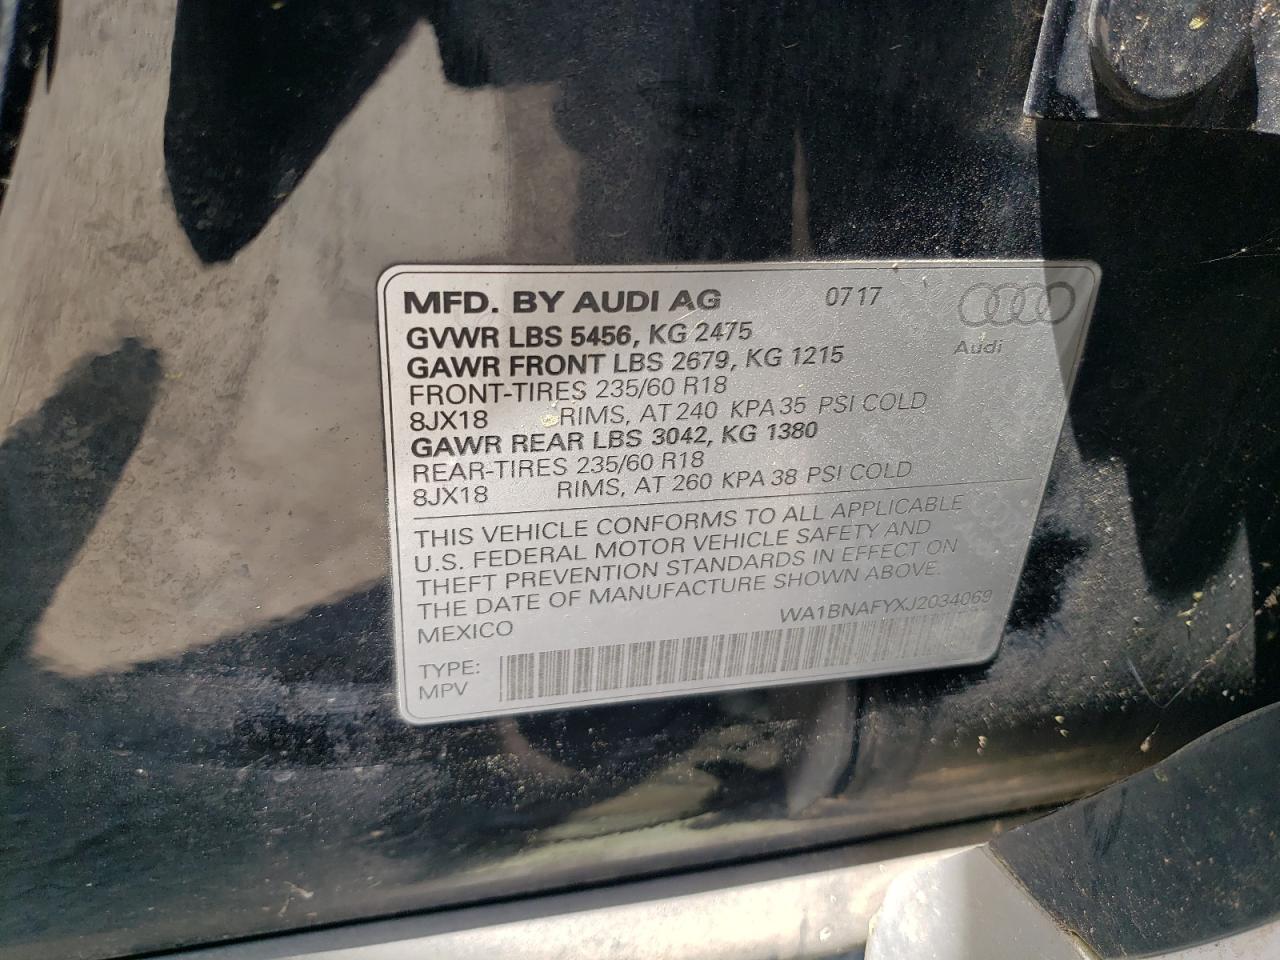 MFD. BY AUDI AG 0717
GVWR LBS 5456, KG 2475
Audi
GAWR FRONT LBS 2679, KG 1215
FRONT-TIRES 235/60 R18
8JX18 RIMS, AT 240 KPA 35 PSI COLD
GAWR REAR LBS 3042, KG 1380
REAR-TIRES 235/60 R18
8JX18 RIMS, AT 260 KPA 38 PSI COLD
THIS VEHICLE CONFORMS TO ALL APPLICABLE
U.S. FEDERAL MOTOR VEHICLE SAFETY AND
THEFT PREVENTION STANDARDS IN EFFECT ON
THE DATE OF MANUFACTURE SHOWN ABOVE.
MEXICO WA1BNAFYXJ2034069
TYPE:
MPV